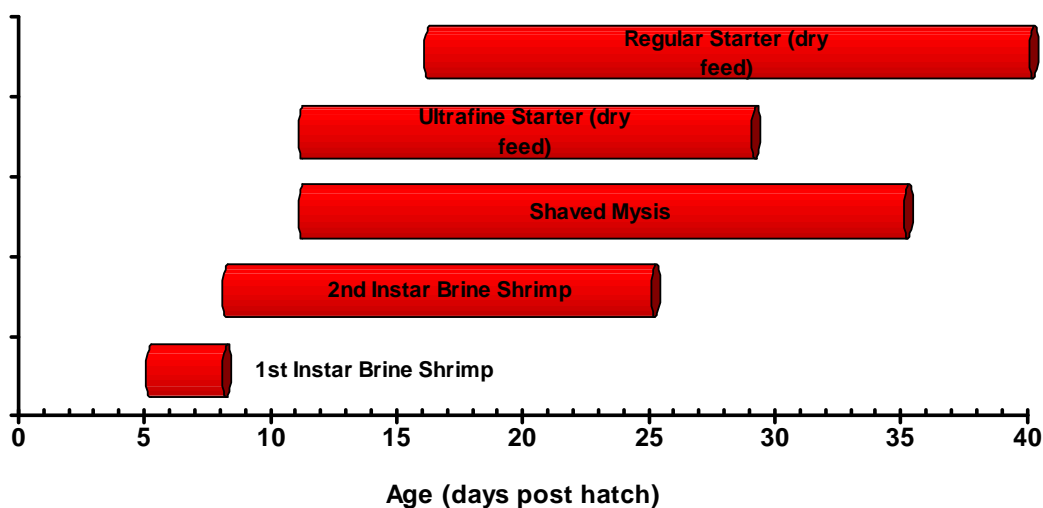 Regular Starter (dry
feed)
Ultrafine Starter (dry
feed)
Shaved Mysis
2nd Instar Brine Shrimp
1st Instar Brine Shrimp
0 5 10 15 20 25 30 35 40
Age (days post hatch)